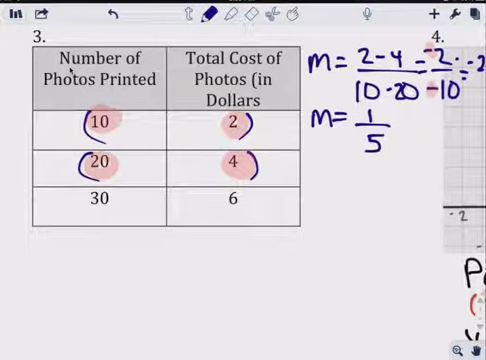 3.
4.
Number of Photos Printed
Total Cost of Photos (in Dollars
10
2
20
4
30
6
m = 2 - 4 / 10 - 20 = -2 / -10
m = 1 / 5
-2